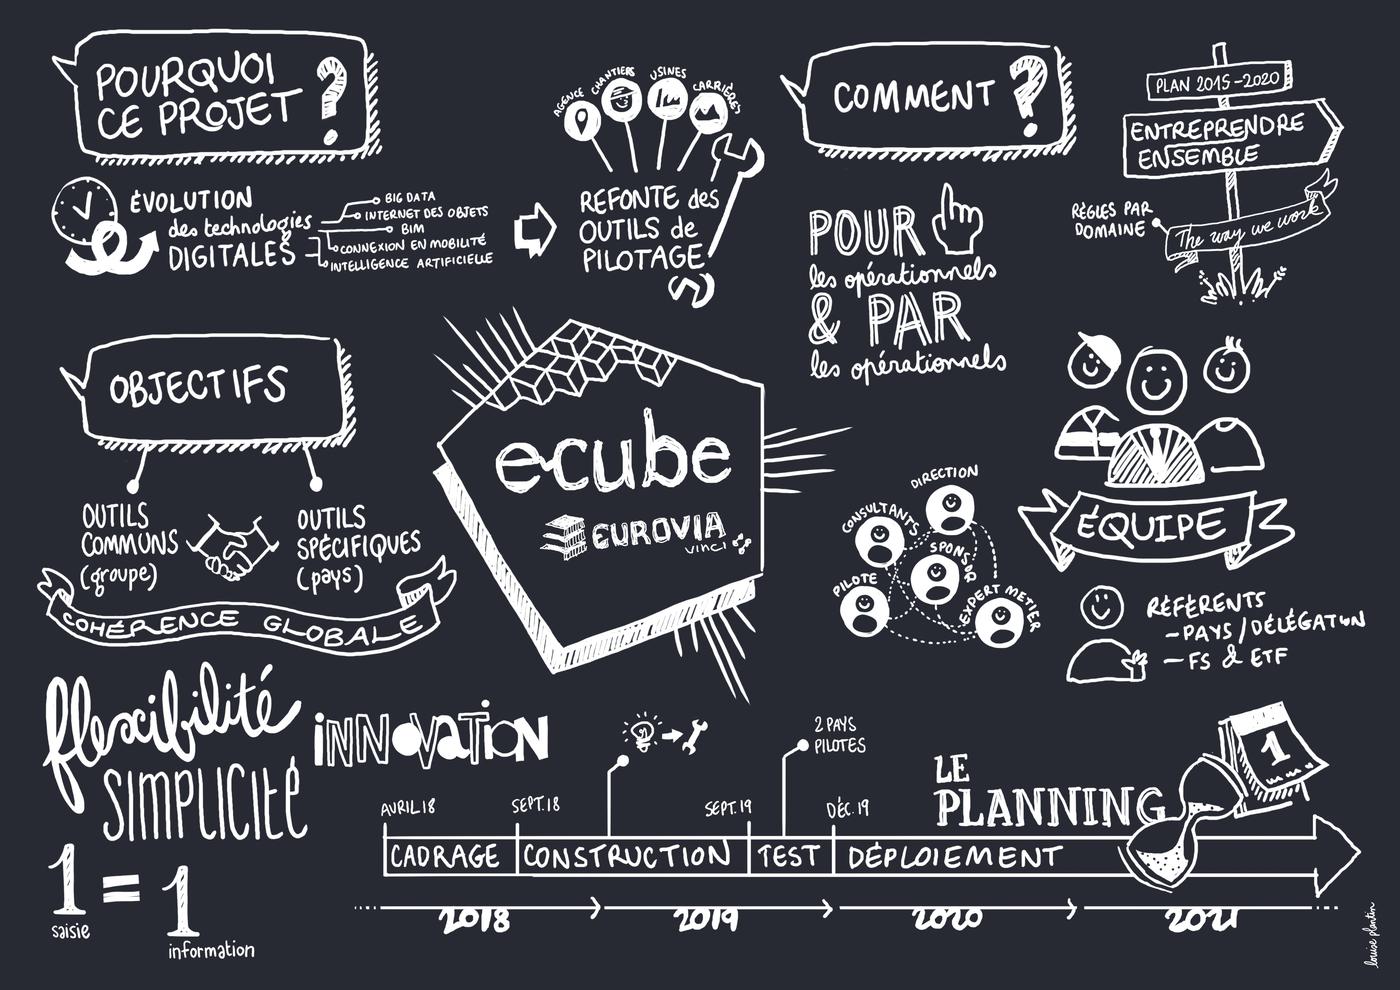 POURQUOI
CE PROJET ?
ÉVOLUTION
des technologies
DIGITALES
BIG DATA
INTERNET DES OBJETS
BIM
CONNEXION EN MOBILITÉ
INTELLIGENCE ARTIFICIELLE
AGENCE
CHANTIERS
USINES
CARRIÈRES
REFONTE des
OUTILS de
PILOTAGE
COMMENT ?
PLAN 2015-2020
ENTREPRENDRE
ENSEMBLE
RÈGLES PAR
DOMAINE
The way we work
POUR
les opérationnels
& PAR
les opérationnels
OBJECTIFS
OUTILS
COMMUNS
(groupe)
OUTILS
SPÉCIFIQUES
(pays)
COHÉRENCE GLOBALE
e-cube
EUROVIA
VINCI
DIRECTION
CONSULTANTS
SPONSOR
PILOTE
EXPERT METIER
ÉQUIPE
RÉFÉRENTS
- PAYS / DÉLÉGATION
- FS & ETF
flexibilité
SIMPLICITÉ
INNOVATION
1 = 1
saisie
information
2 PAYS
PILOTES
LE
PLANNING
1
AVRIL 18
SEPT. 18
SEPT. 19
DÉC. 19
CADRAGE
CONSTRUCTION
TEST
DÉPLOIEMENT
2018
2019
2020
2021
louise plantin